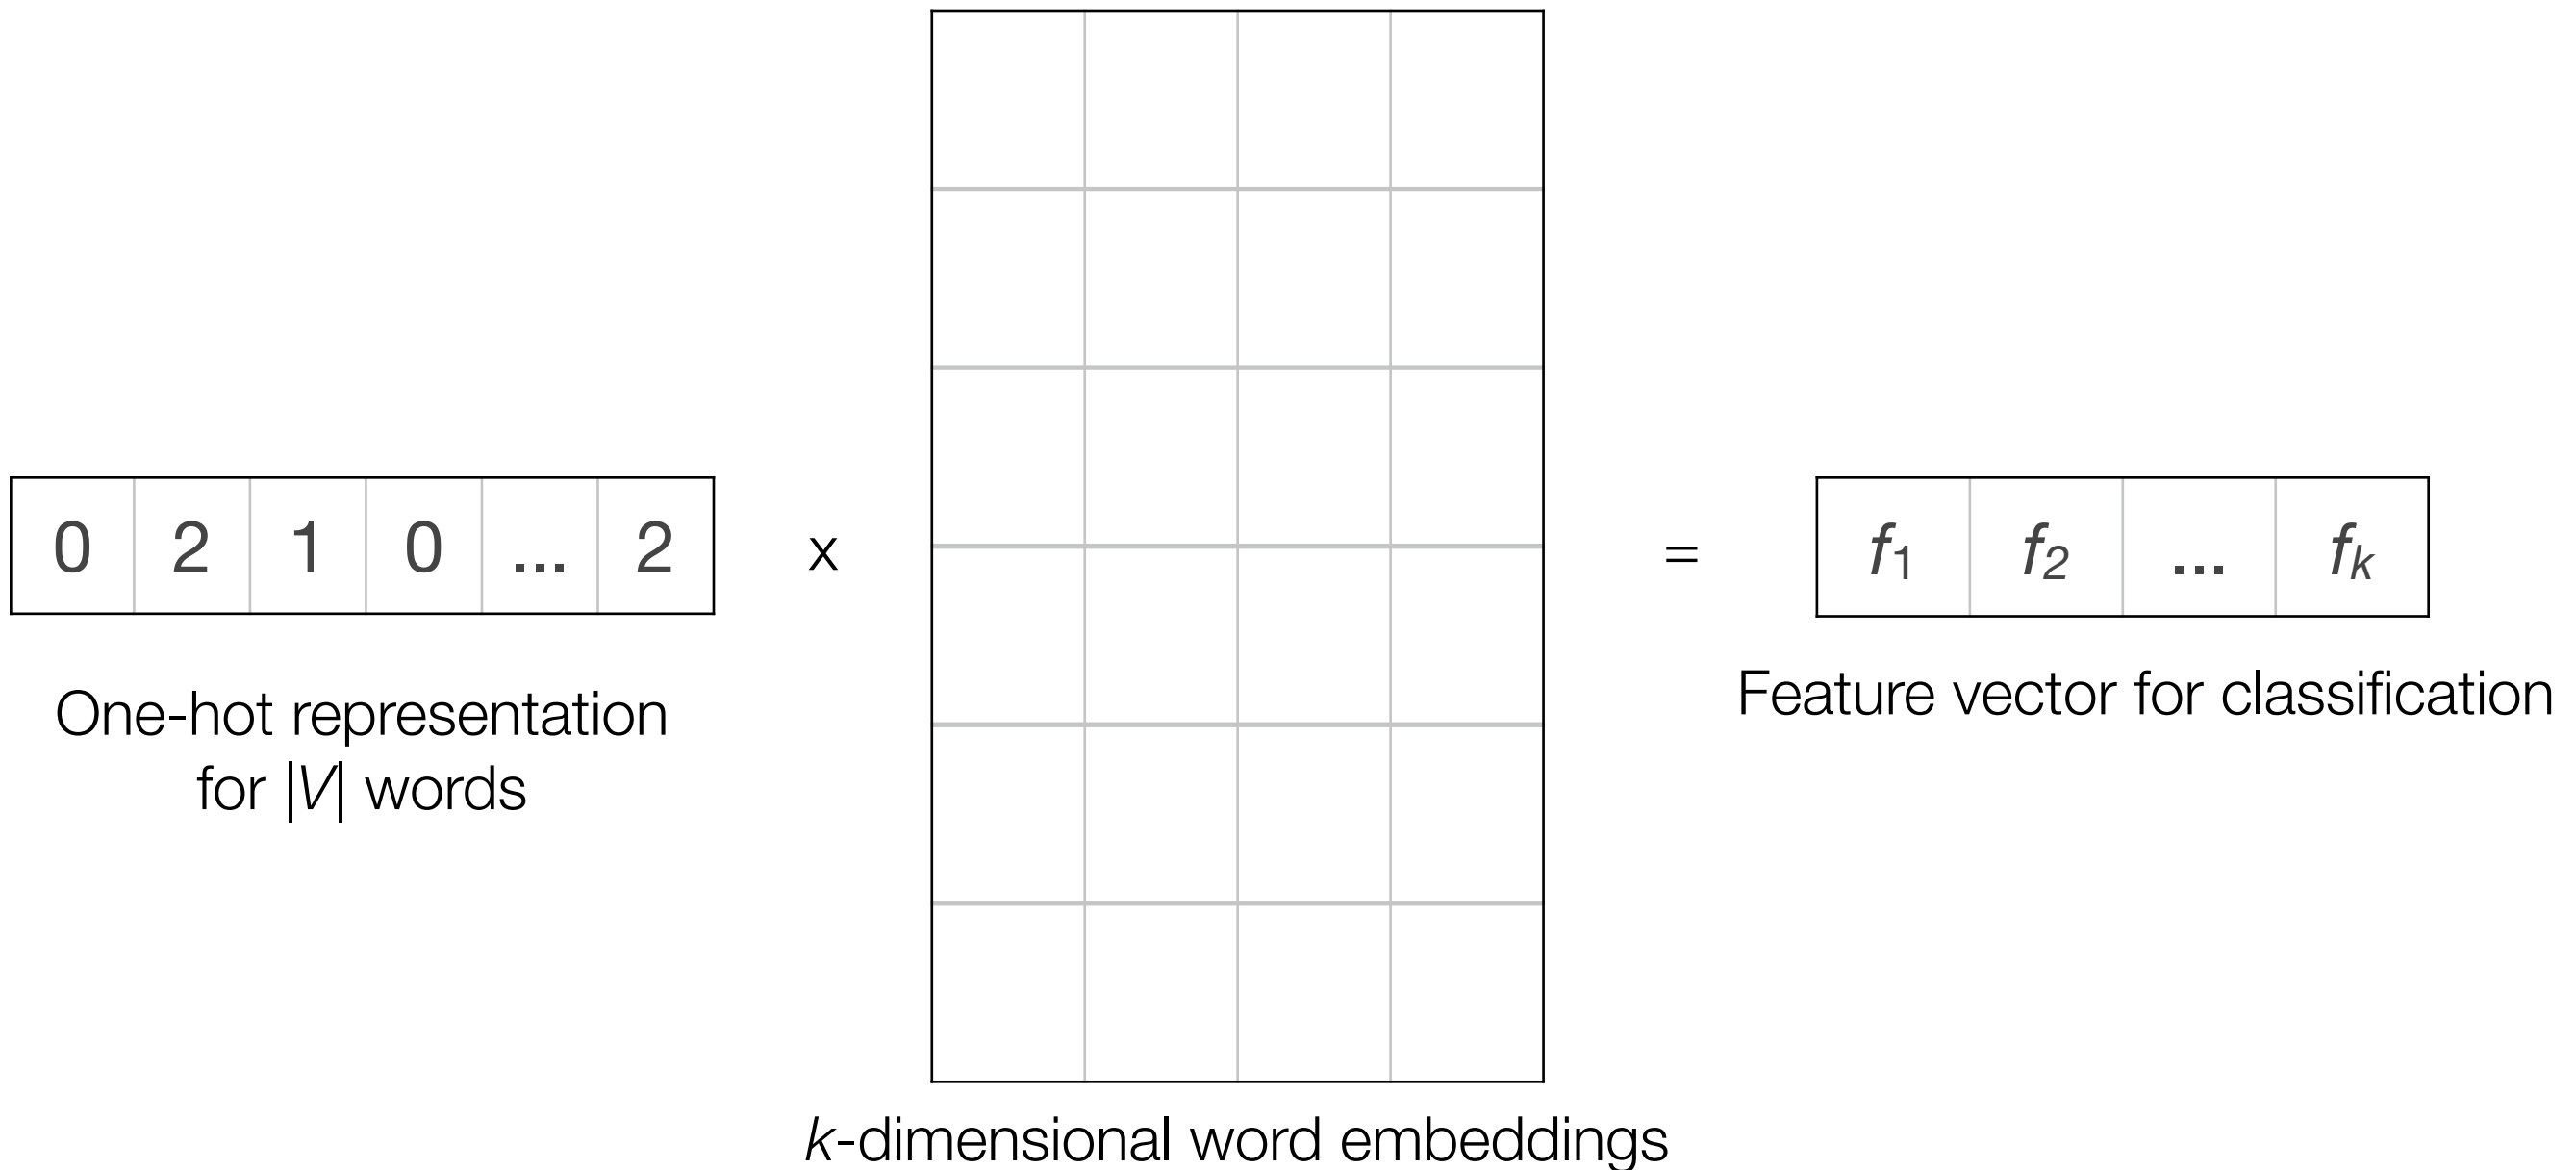 0 2 1 0 ... 2
x
=
f1 f2 ... fk
One-hot representation
for |V| words
Feature vector for classification
k-dimensional word embeddings